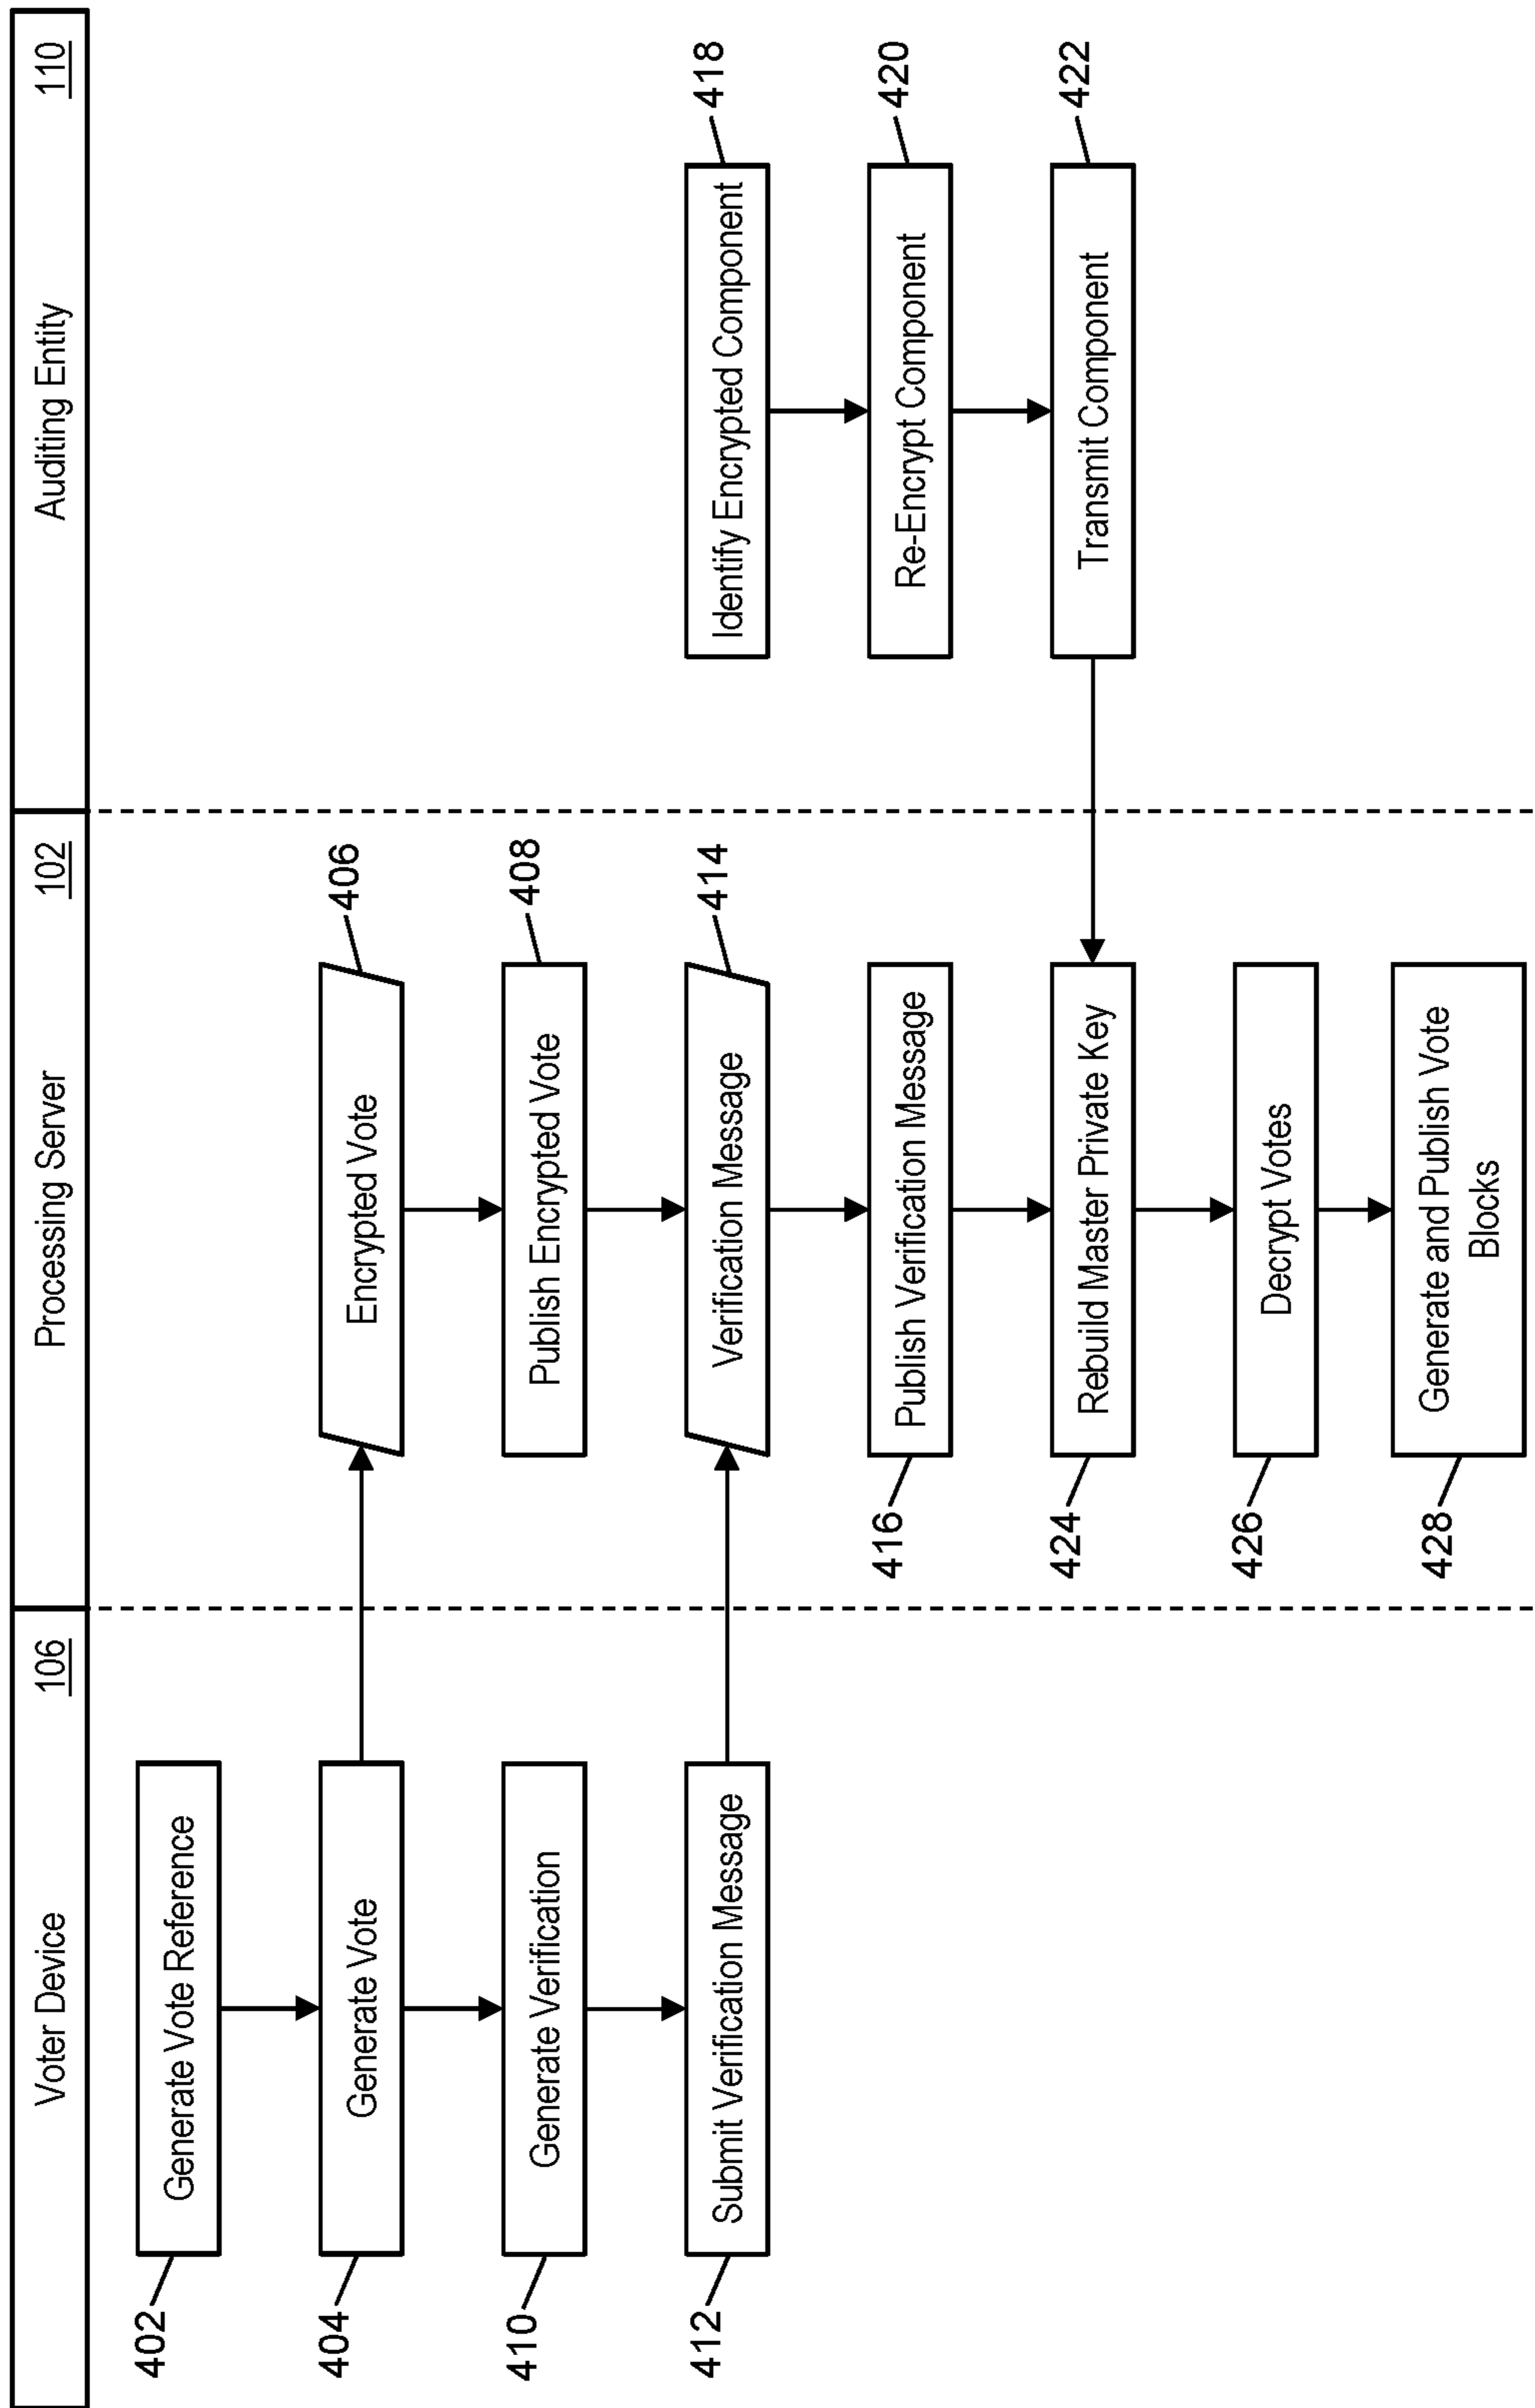 Voter Device 106
Processing Server 102
Auditing Entity 110
402
Generate Vote Reference
404
Generate Vote
Encrypted Vote
406
410
Generate Verification
Publish Encrypted Vote
408
412
Submit Verification Message
Verification Message
414
Identify Encrypted Component
418
416
Publish Verification Message
Re-Encrypt Component
420
424
Rebuild Master Private Key
Transmit Component
422
426
Decrypt Votes
428
Generate and Publish Vote
Blocks